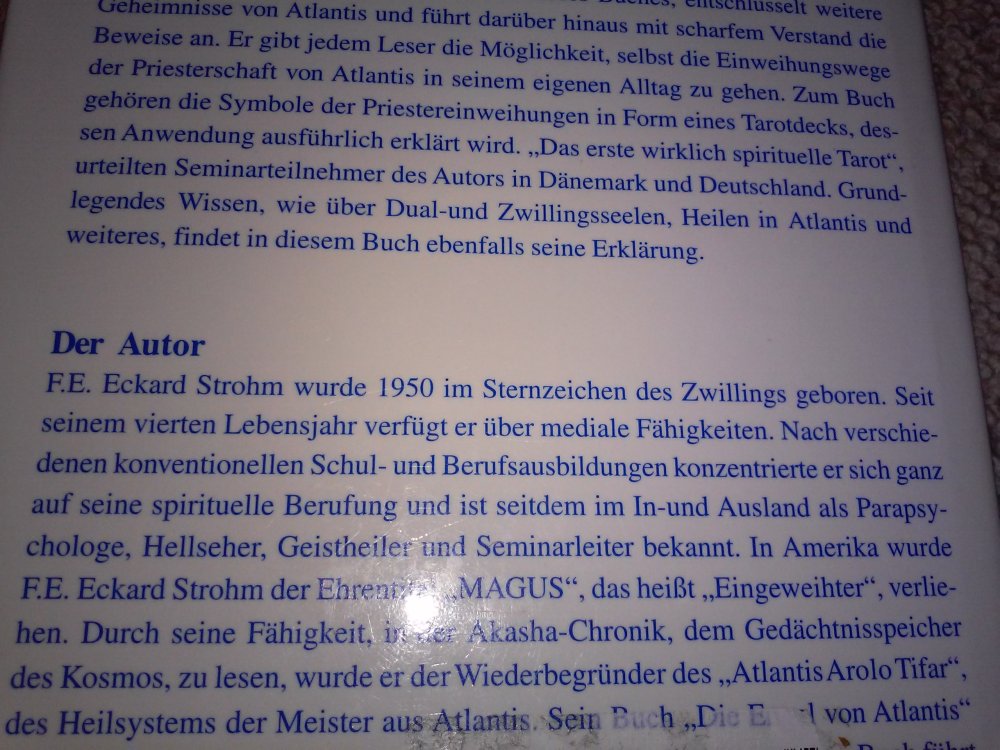 Buches, entschlüsselt weitere
Geheimnisse von Atlantis und führt darüber hinaus mit scharfem Verstand die
Beweise an. Er gibt jedem Leser die Möglichkeit, selbst die Einweihungswege
der Priesterschaft von Atlantis in seinem eigenen Alltag zu gehen. Zum Buch
gehören die Symbole der Priestereinweihungen in Form eines Tarotdecks, des-
sen Anwendung ausführlich erklärt wird. „Das erste wirklich spirituelle Tarot“,
urteilten Seminarteilnehmer des Autors in Dänemark und Deutschland. Grund-
legendes Wissen, wie über Dual-und Zwillingsseelen, Heilen in Atlantis und
weiteres, findet in diesem Buch ebenfalls seine Erklärung.
Der Autor
F.E. Eckard Strohm wurde 1950 im Sternzeichen des Zwillings geboren. Seit
seinem vierten Lebensjahr verfügt er über mediale Fähigkeiten. Nach verschie-
denen konventionellen Schul- und Berufsausbildungen konzentrierte er sich ganz
auf seine spirituelle Berufung und ist seitdem im In-und Ausland als Parapsy-
chologe, Hellseher, Geistheiler und Seminarleiter bekannt. In Amerika wurde
F.E. Eckard Strohm der Ehrentitel „MAGUS“, das heißt „Eingeweihter“, verlie-
hen. Durch seine Fähigkeit, in der Akasha-Chronik, dem Gedächtnisspeicher
des Kosmos, zu lesen, wurde er der Wiederbegründer des „Atlantis Arolo Tifar“,
des Heilsystems der Meister aus Atlantis. Sein Buch „Die von Atlantis“